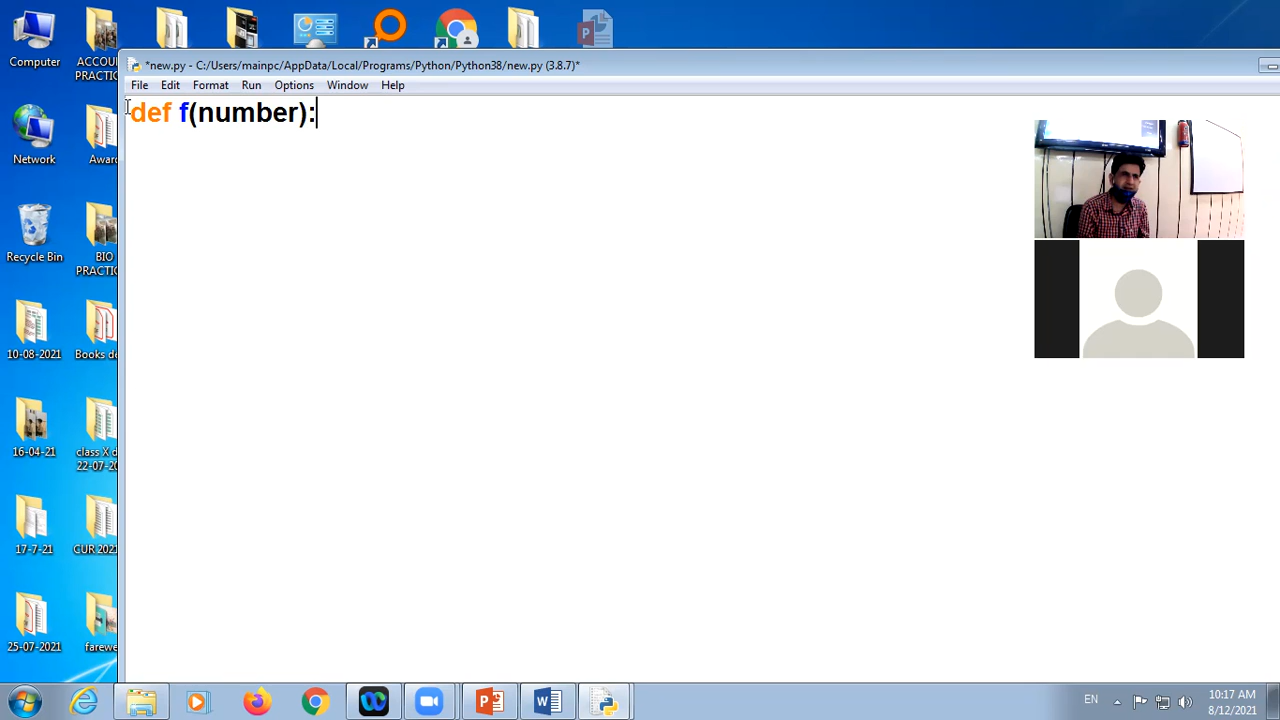 *new.py - C:/Users/mainpc/AppData/Local/Programs/Python/Python38/new.py (3.8.7)*
File Edit Format Run Options Window Help
def f(number):
Computer
ACCOU
PRACTIC
Network
Award
Recycle Bin
BIO
PRACTIC
10-08-2021
Books de
16-04-21
class X d
22-07-20
17-7-21
CUR 2021
25-07-2021
farewe
EN
10:17 AM
8/12/2021